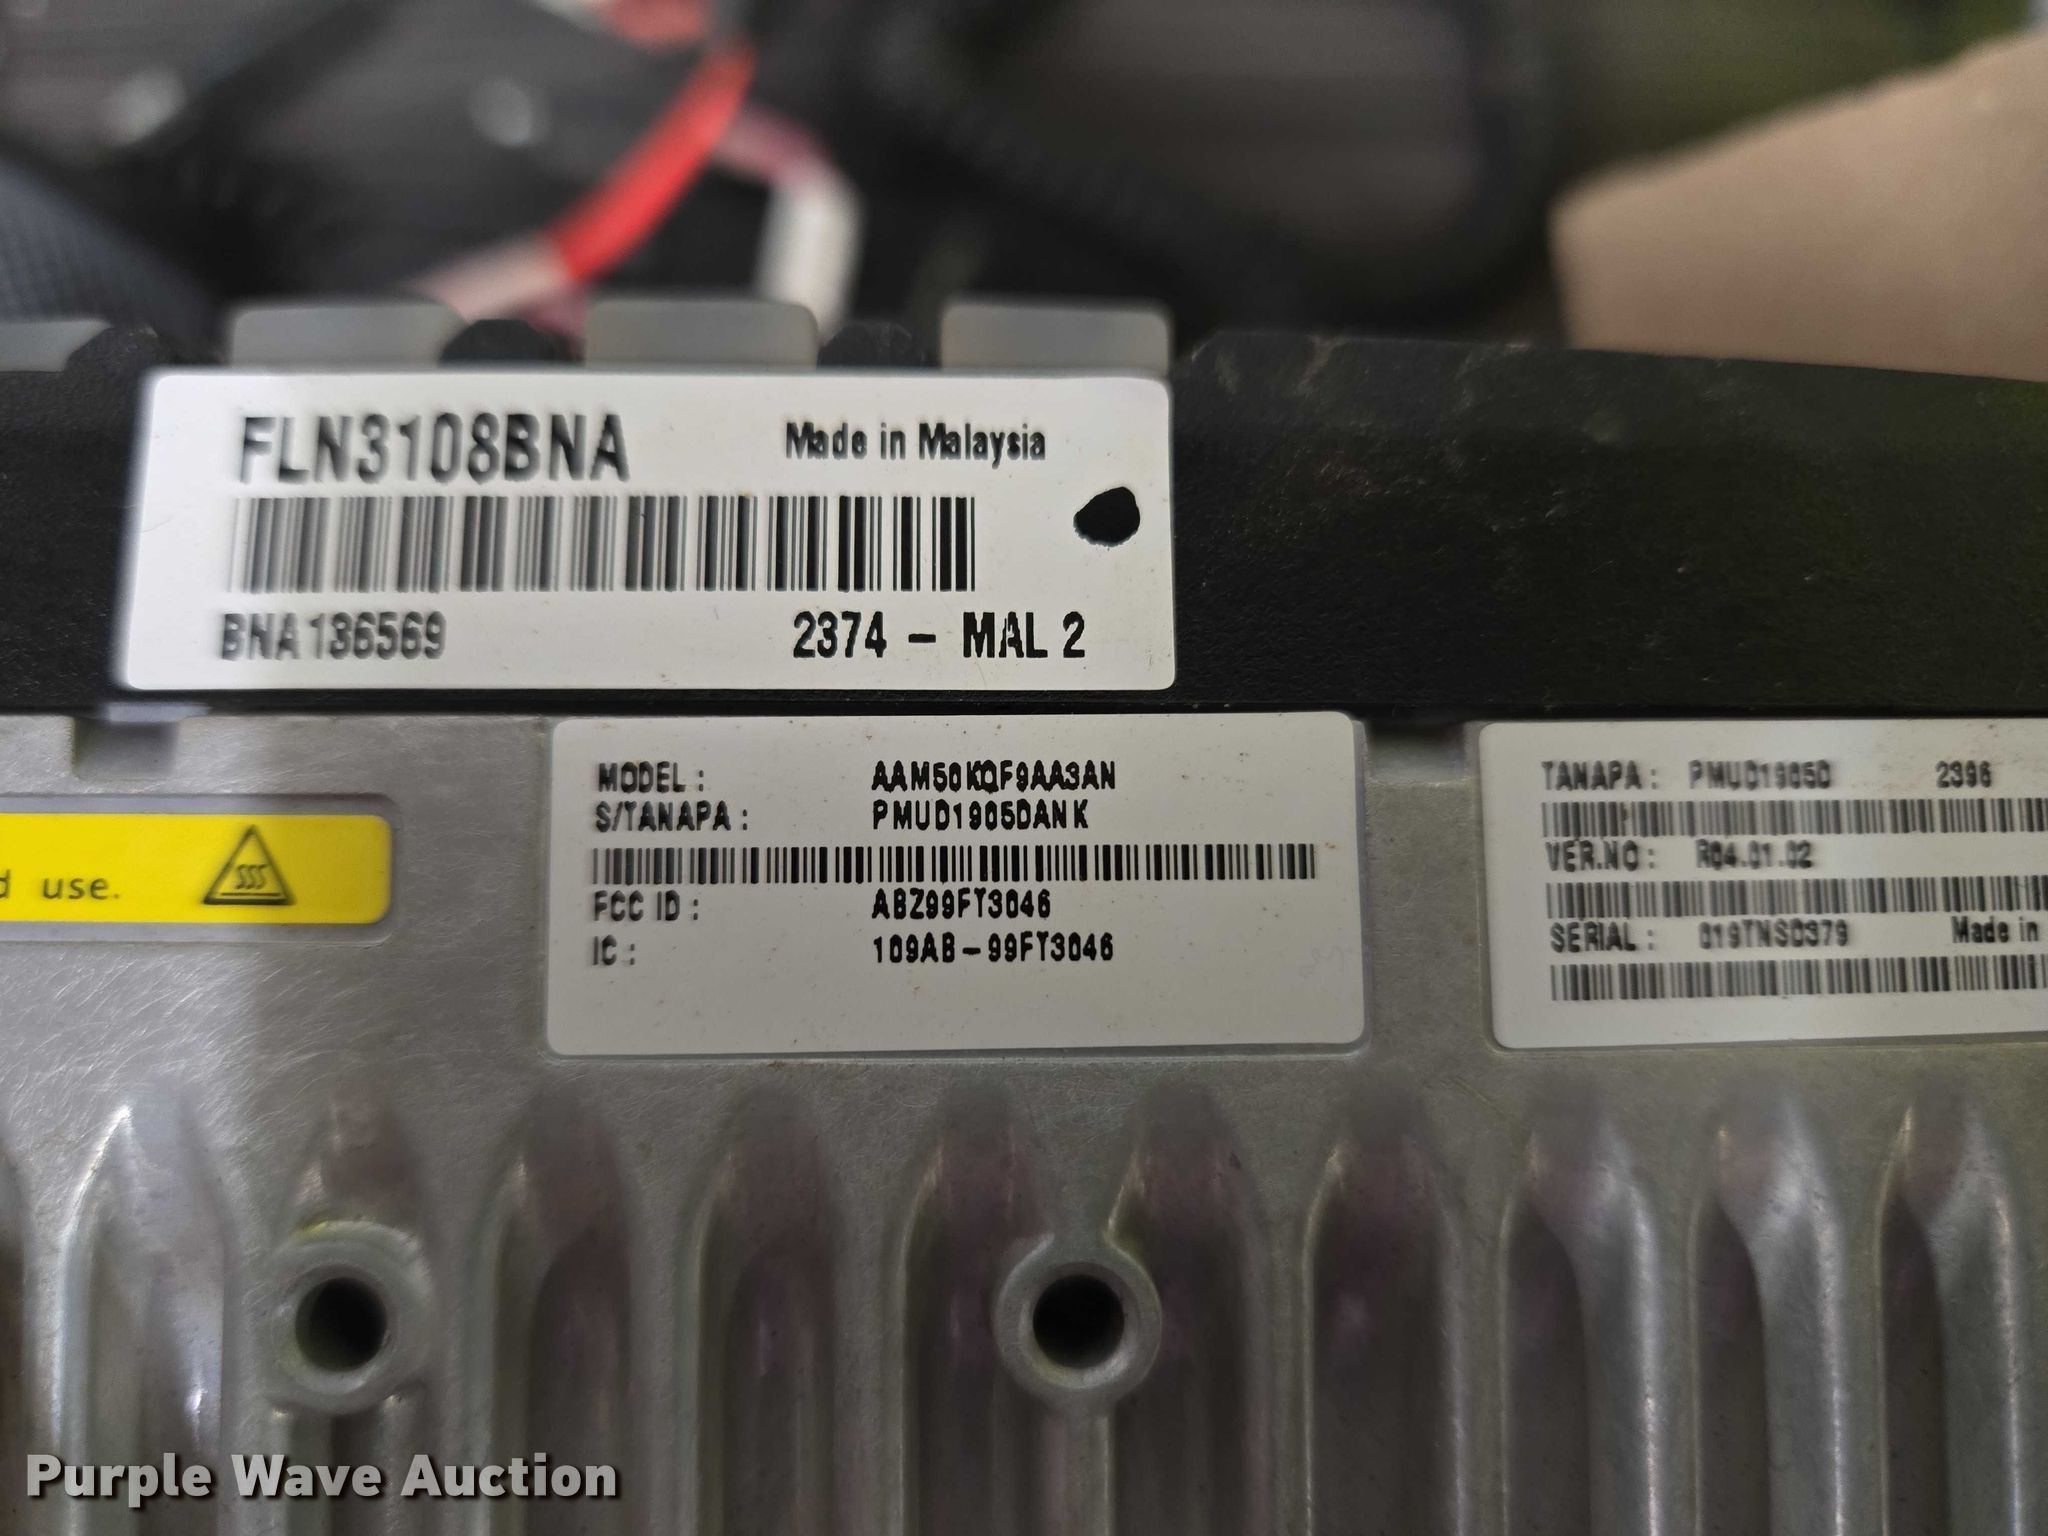 FLN3108BNA Made in Malaysia
BNA136569 2374 - MAL 2
MODEL : AAM50KQF9AA3AN
S/TANAPA : PMUD1905DANK
FCC ID : ABZ99FT3046
IC : 109AB-99FT3046
TANAPA : PMUD1905D 2396
VER.NO : R04.01.02
SERIAL : 019TNS0379 Made in
use.
Purple Wave Auction